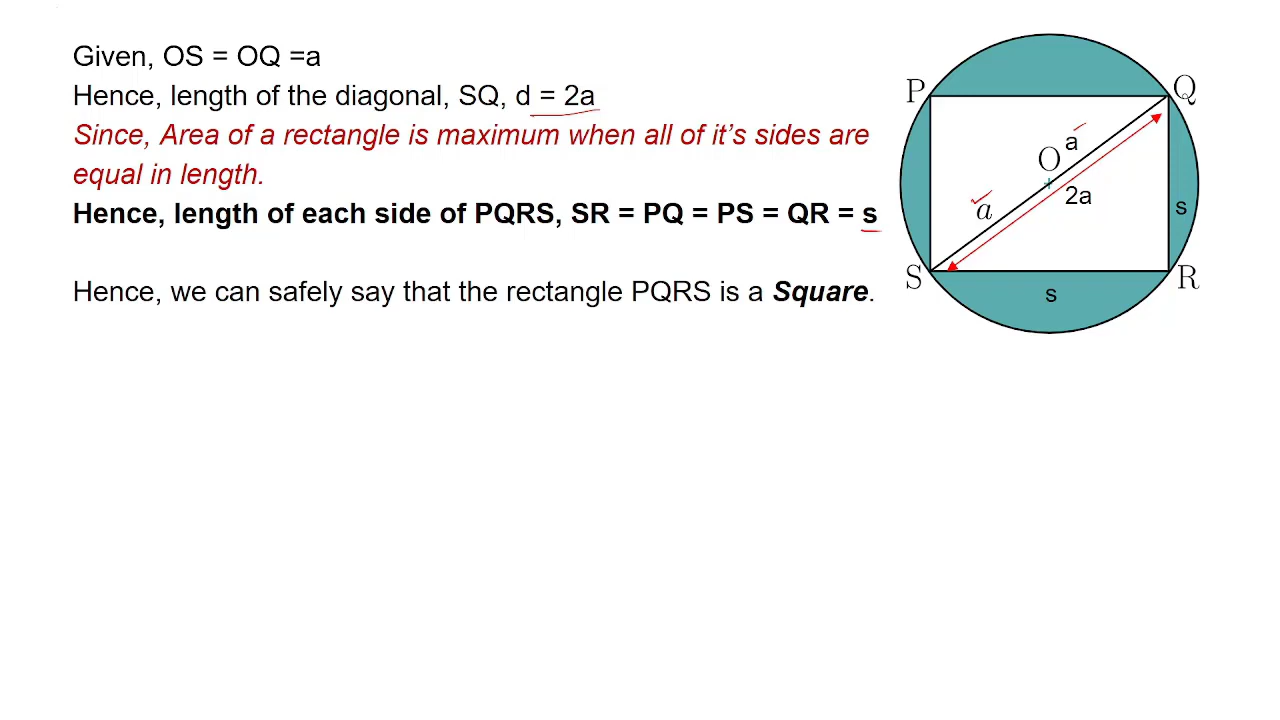 Given, OS = OQ =a
Hence, length of the diagonal, SQ, d = 2a
Since, Area of a rectangle is maximum when all of it’s sides are
equal in length.
Hence, length of each side of PQRS, SR = PQ = PS = QR = s
Hence, we can safely say that the rectangle PQRS is a Square.
P
Q
a
O
2a
a
s
S
R
s